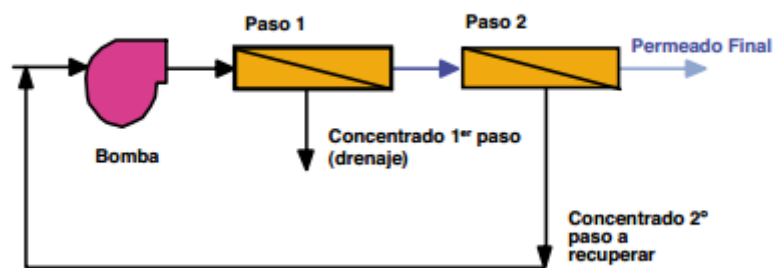 Paso 1
Paso 2
Permeado Final
Bomba
Concentrado 1er paso
(drenaje)
Concentrado 2º
paso a
recuperar